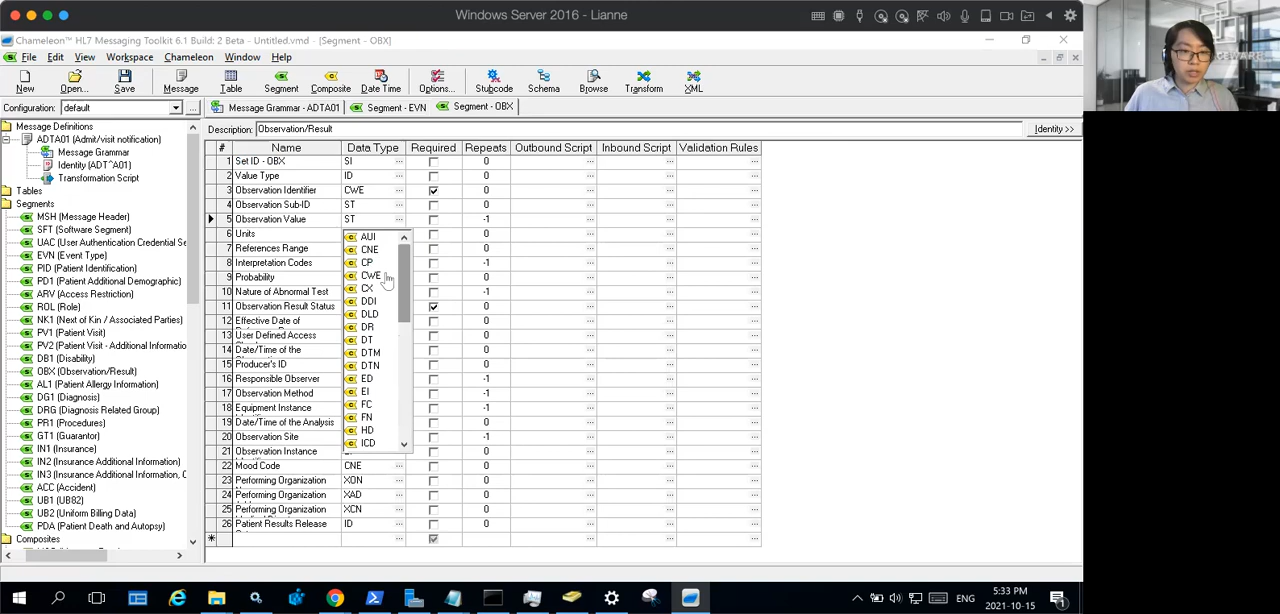 Windows Server 2016 - Lianne
Chameleon™ HL7 Messaging Toolkit 6.1 Build: 2 Beta - Untitled.vmd - [Segment - OBX]
File Edit View Workspace Chameleon Window Help
New Open... Save Message Table Segment Composite Date Time Options... Stubcode Schema Browse Transform XML
Configuration: default ... Message Grammar - ADTA01 Segment - EVN Segment - OBX
Message Definitions
ADTA01 (Admit/visit notification)
Message Grammar
Identity (ADT^A01)
Transformation Script
Tables
Segments
MSH (Message Header)
SFT (Software Segment)
UAC (User Authentication Credential Se
EVN (Event Type)
PID (Patient Identification)
PD1 (Patient Additional Demographic)
ARV (Access Restriction)
ROL (Role)
NK1 (Next of Kin / Associated Parties)
PV1 (Patient Visit)
PV2 (Patient Visit - Additional Informati
DB1 (Disability)
OBX (Observation/Result)
AL1 (Patient Allergy Information)
DG1 (Diagnosis)
DRG (Diagnosis Related Group)
PR1 (Procedures)
GT1 (Guarantor)
IN1 (Insurance)
IN2 (Insurance Additional Information)
IN3 (Insurance Additional Information, C
ACC (Accident)
UB1 (UB82)
UB2 (Uniform Billing Data)
PDA (Patient Death and Autopsy)
Composites
Description: Observation/Result Identity >>
# Name Data Type Required Repeats Outbound Script Inbound Script Validation Rules
1 Set ID - OBX SI ... 0 ... ... ...
2 Value Type ID ... 0 ... ... ...
3 Observation Identifier CWE ... 0 ... ... ...
4 Observation Sub-ID ST ... 0 ... ... ...
5 Observation Value ST ... -1 ... ... ...
6 Units 0 ... ... ...
7 References Range 0 ... ... ...
8 Interpretation Codes -1 ... ... ...
9 Probability 0 ... ... ...
10 Nature of Abnormal Test -1 ... ... ...
11 Observation Result Status 0 ... ... ...
12 Effective Date of 0 ... ... ...
13 User Defined Access 0 ... ... ...
14 Date/Time of the 0 ... ... ...
15 Producer's ID 0 ... ... ...
16 Responsible Observer -1 ... ... ...
17 Observation Method -1 ... ... ...
18 Equipment Instance -1 ... ... ...
19 Date/Time of the Analysis 0 ... ... ...
20 Observation Site -1 ... ... ...
21 Observation Instance 0 ... ... ...
22 Mood Code CNE ... 0 ... ... ...
23 Performing Organization XON ... 0 ... ... ...
24 Performing Organization XAD ... 0 ... ... ...
25 Performing Organization XCN ... 0 ... ... ...
26 Patient Results Release ID ... 0 ... ... ...
* ... ... ... ...
AUI
CNE
CP
CWE
CX
DDI
DLD
DR
DT
DTM
DTN
ED
EI
FC
FN
HD
ICD
ENG 5:33 PM
2021-10-15
1